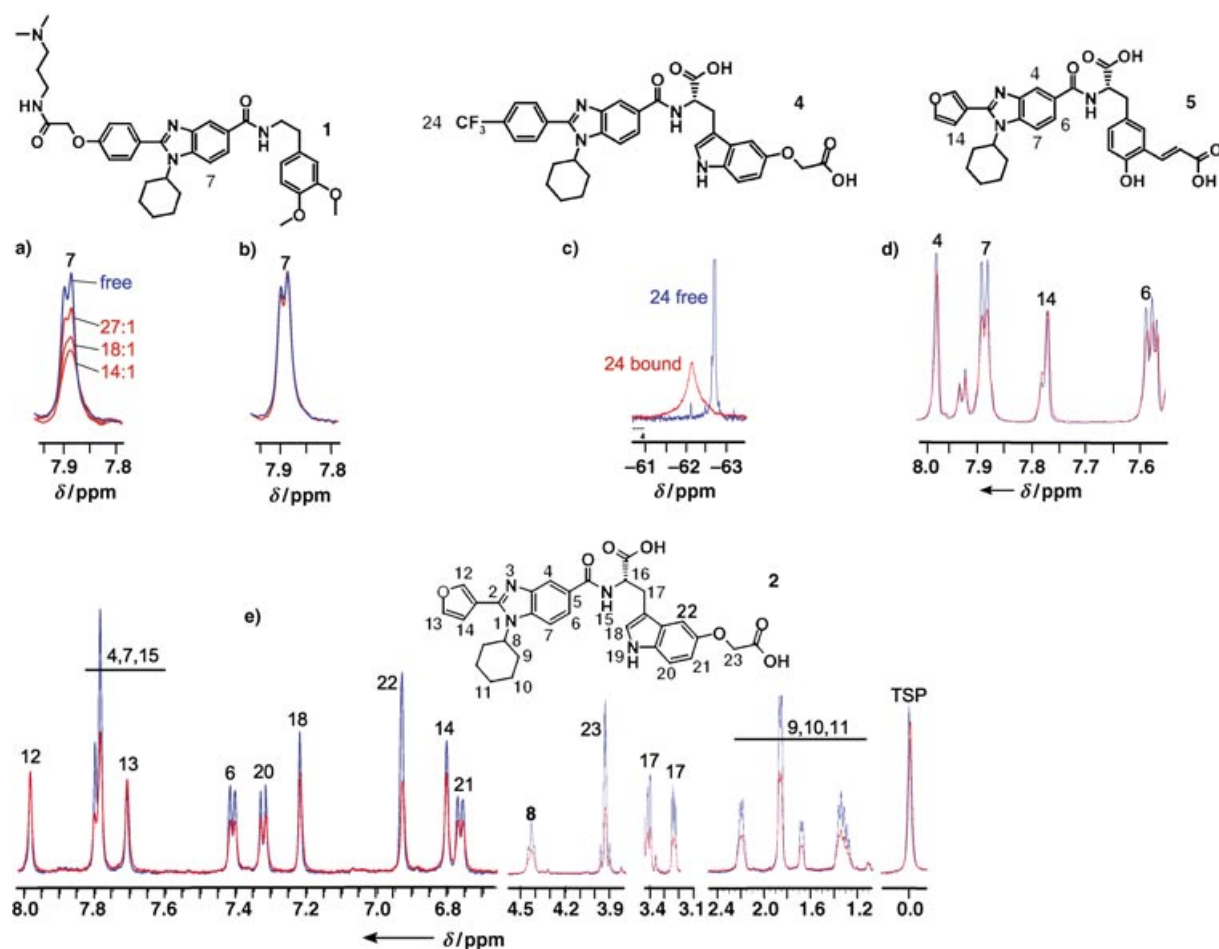 N
HN
O
O
N
N
O
N
H
1
7
O
O
24
CF3
N
N
O
N
H
O
OH
4
N
H
O
O
OH
O
14
N
N
4
6
7
O
N
H
O
OH
5
OH
O
OH
a)
7
free
27:1
18:1
14:1
7.9
7.8
δ/ppm
b)
7
7.9
7.8
δ/ppm
c)
24 free
24 bound
−61
−62
−63
δ/ppm
d)
4
7
14
6
8.0
7.9
7.8
7.7
7.6
← δ/ppm
O
12
13
14
2
N
3
N
1
4
5
6
7
8
9
10
11
O
N
H
15
O
OH
16
17
2
18
N
H
19
20
21
22
O
23
O
OH
e)
12
4,7,15
13
6
20
18
22
14
21
8
23
17
17
9,10,11
TSP
8.0 7.8 7.6 7.4 7.2 7.0 6.8
4.5 4.2 3.9
3.4 3.1
2.4 1.8 1.2
0.0
← δ/ppm